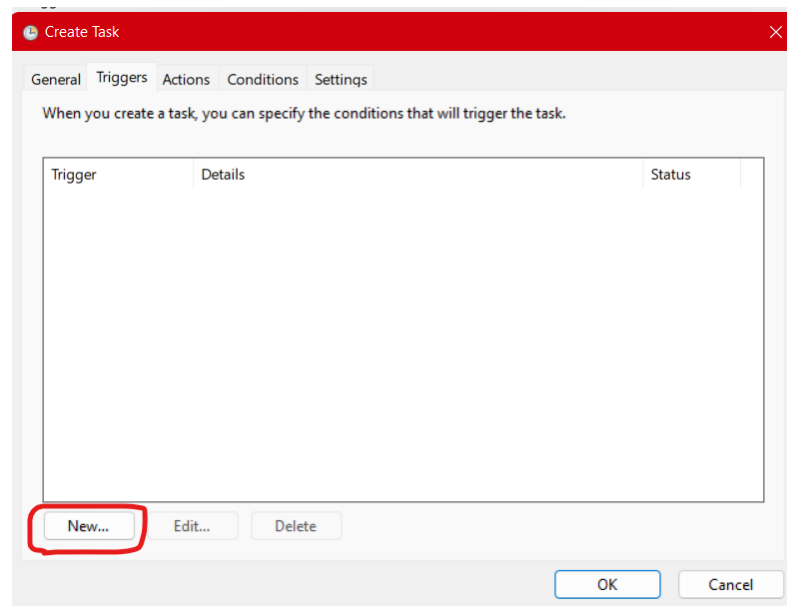 Create Task
General Triggers Actions Conditions Settings
When you create a task, you can specify the conditions that will trigger the task.
Trigger Details Status
New... Edit... Delete
OK Cancel